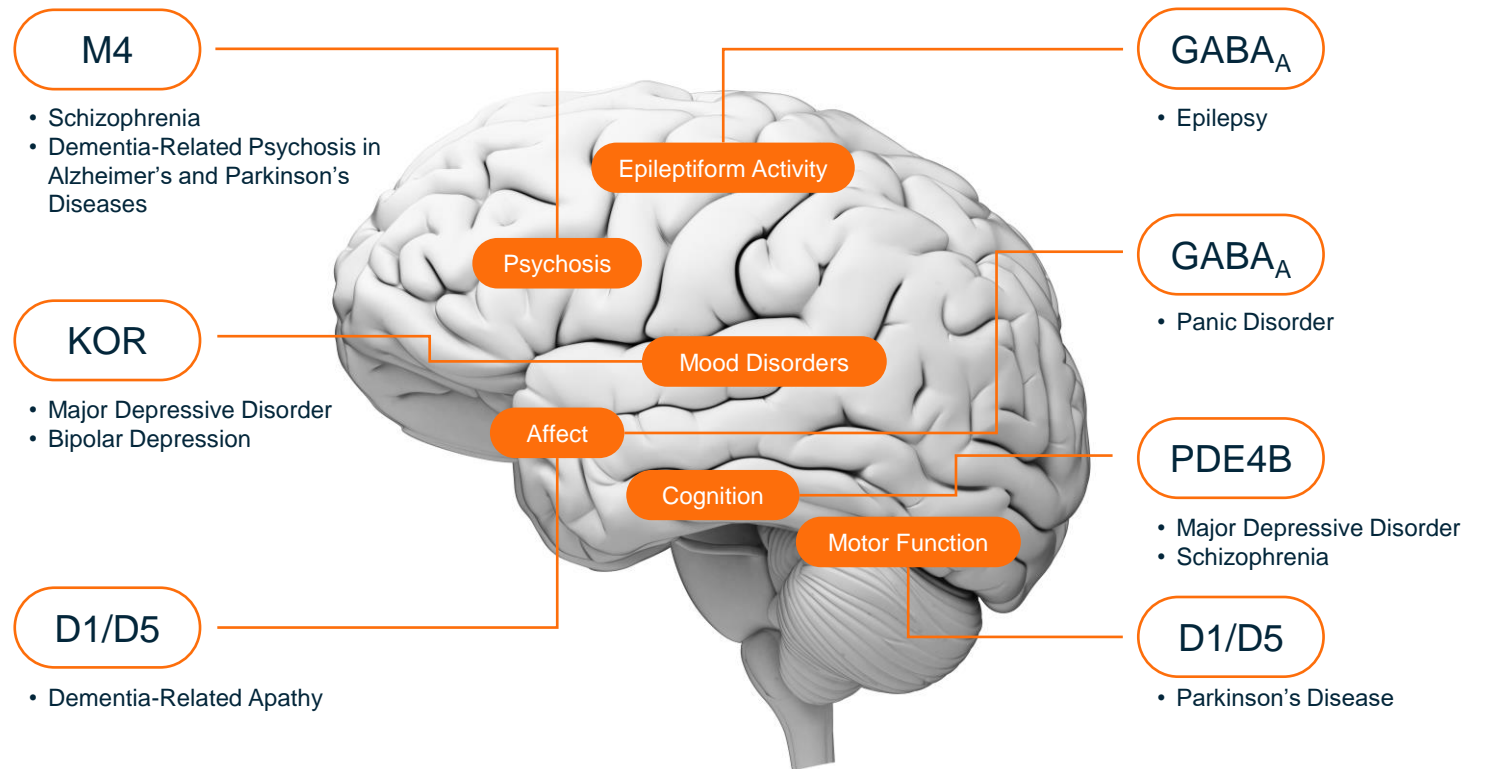 M4
• Schizophrenia
• Dementia-Related Psychosis in
Alzheimer’s and Parkinson’s
Diseases
KOR
• Major Depressive Disorder
• Bipolar Depression
D1/D5
• Dementia-Related Apathy
Epileptiform Activity
Psychosis
Mood Disorders
Affect
Cognition
Motor Function
GABAA
• Epilepsy
GABAA
• Panic Disorder
PDE4B
• Major Depressive Disorder
• Schizophrenia
D1/D5
• Parkinson’s Disease